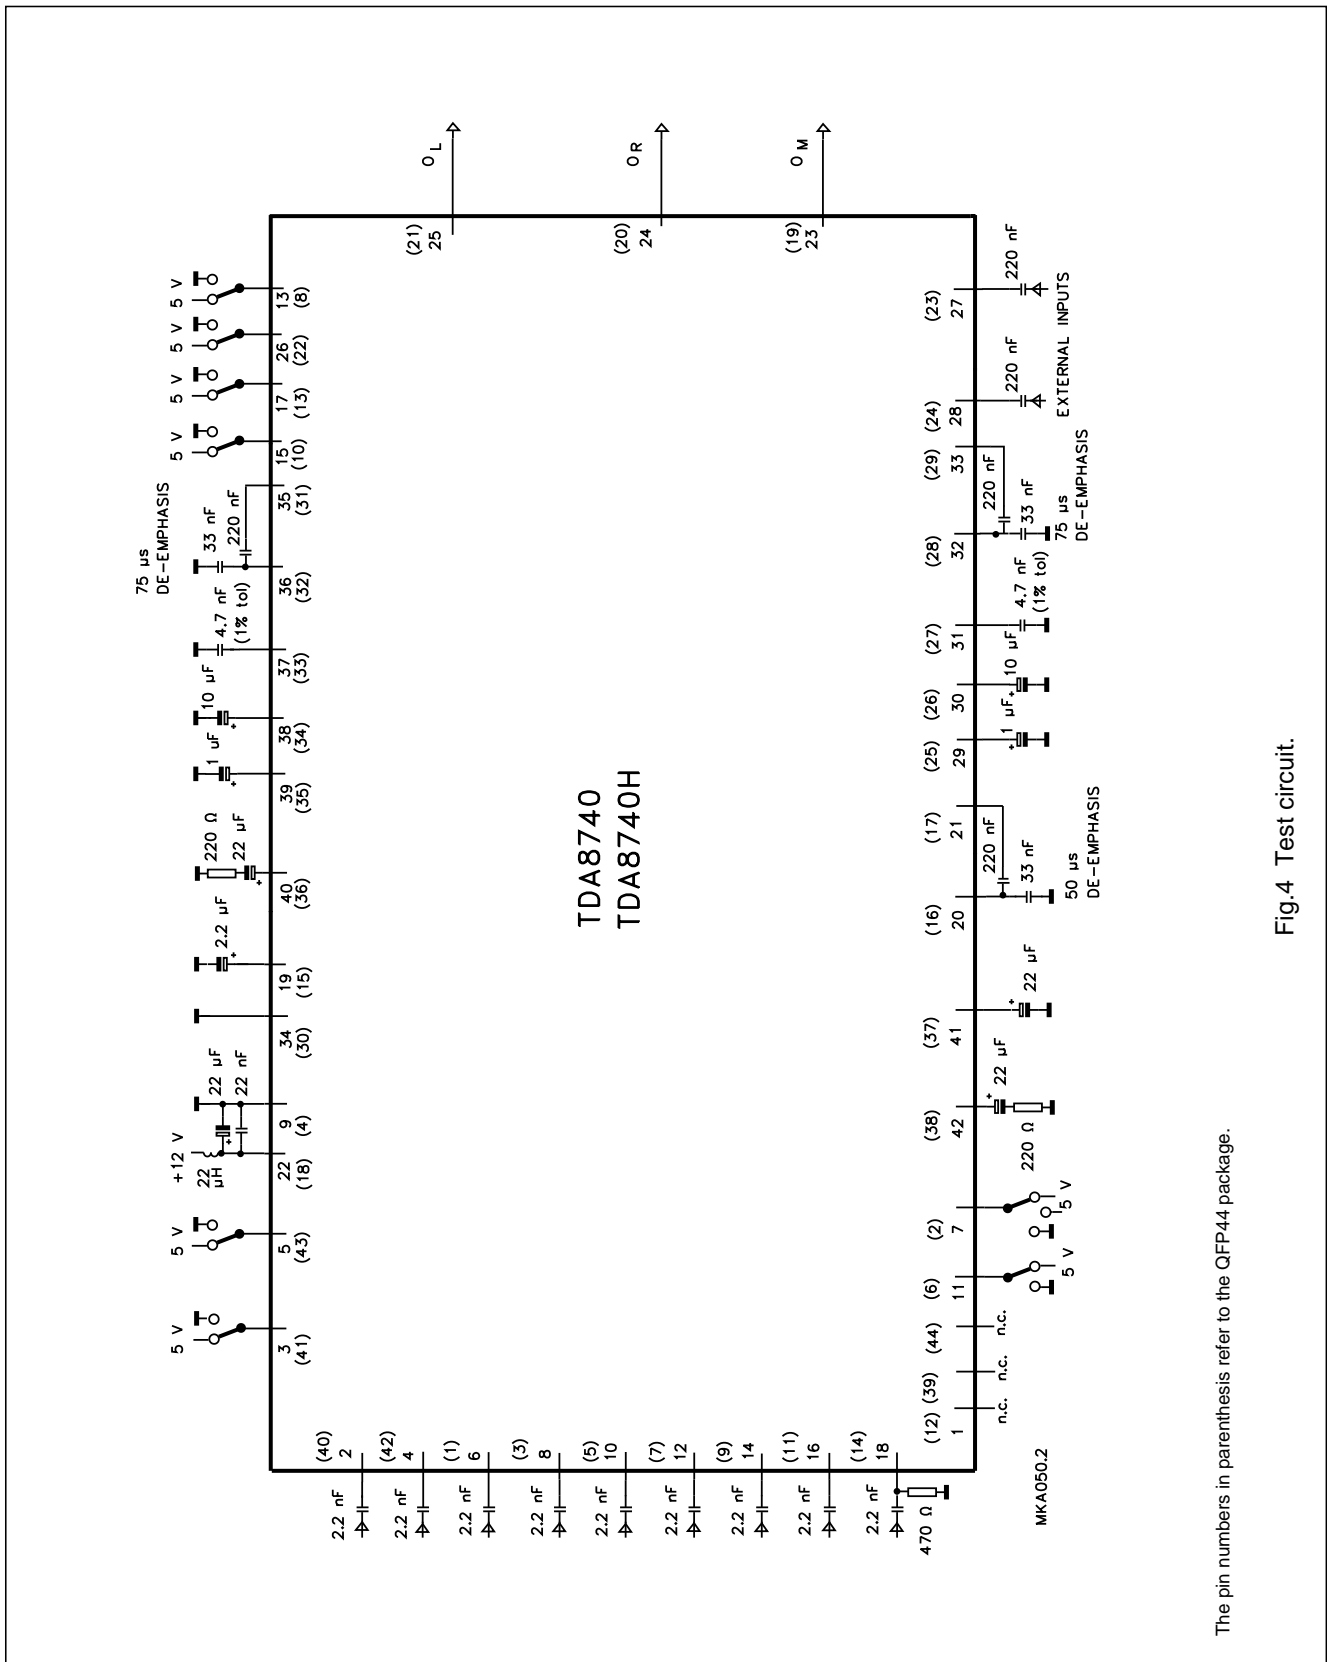 O L
O R
O M
(21)
25
(20)
24
(19)
23
5 V
13
(8)
5 V
26
(22)
5 V
17
(13)
5 V
15
(10)
75 µs
DE-EMPHASIS
33 nF
220 nF
35
(31)
36
(32)
4.7 nF
(1% tol)
37
(33)
10 µF
+
38
(34)
1 uF
+
39
(35)
220 Ω
22 µF
+
40
(36)
2.2 µF
+
19
(15)
34
(30)
22 µF
22 nF
+
9
(4)
+12 V
22
µH
22
(18)
5 V
5
(43)
5 V
3
(41)
TDA8740
TDA8740H
(23)
27
220 nF
(24)
28
220 nF
EXTERNAL INPUTS
(29)
33
220 nF
(28)
32
33 nF
75 µs
DE-EMPHASIS
(27)
31
4.7 nF
(1% tol)
(26)
30
10 µF
+
(25)
29
1 µF
+
(17)
21
220 nF
(16)
20
33 nF
50 µs
DE-EMPHASIS
(37)
41
22 µF
+
(38)
42
22 µF
+
220 Ω
(2)
7
5 V
(6)
11
5 V
(44)
n.c.
(39)
n.c.
(12)
1
n.c.
(40)
2
2.2 nF
(42)
4
2.2 nF
(1)
6
2.2 nF
(3)
8
2.2 nF
(5)
10
2.2 nF
(7)
12
2.2 nF
(9)
14
2.2 nF
(11)
16
2.2 nF
(14)
18
2.2 nF
470 Ω
MKA050.2
The pin numbers in parenthesis refer to the QFP44 package.
Fig.4 Test circuit.